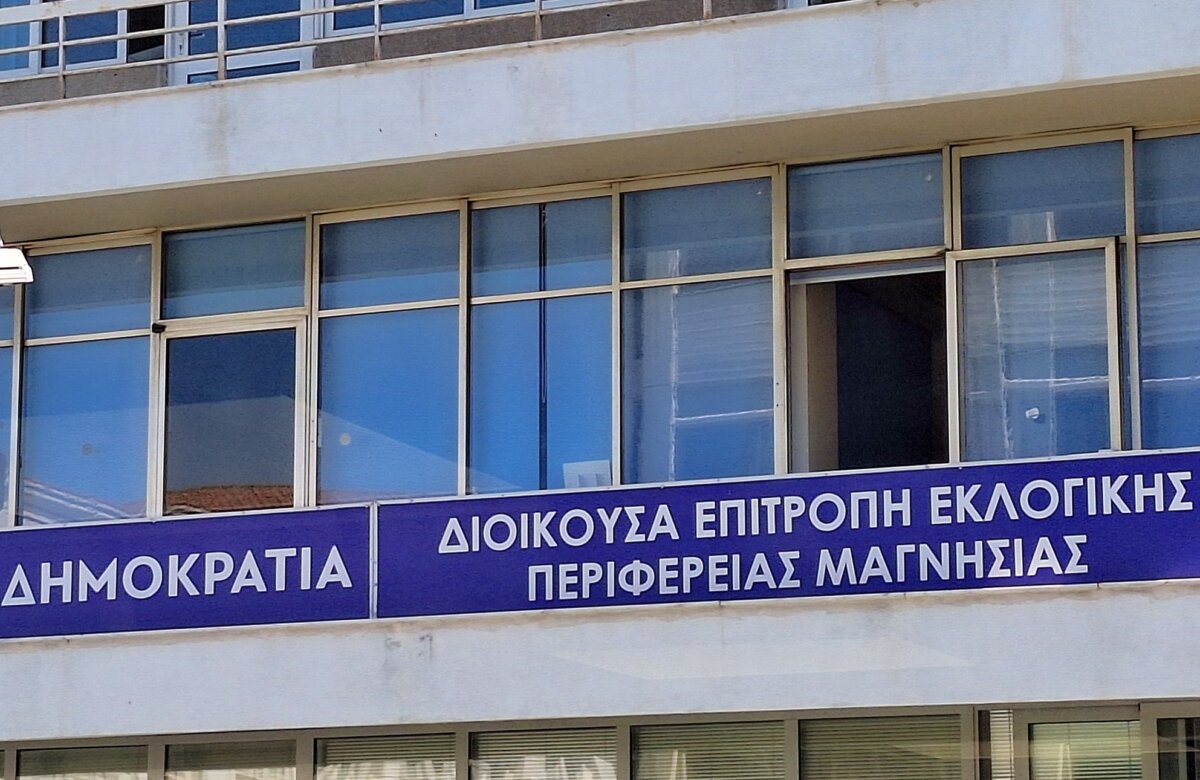 ΔΗΜΟΚΡΑΤΙΑ
ΔΙΟΙΚΟΥΣΑ ΕΠΙΤΡΟΠΗ ΕΚΛΟΓΙΚΗΣ
ΠΕΡΙΦΕΡΕΙΑΣ ΜΑΓΝΗΣΙΑΣ